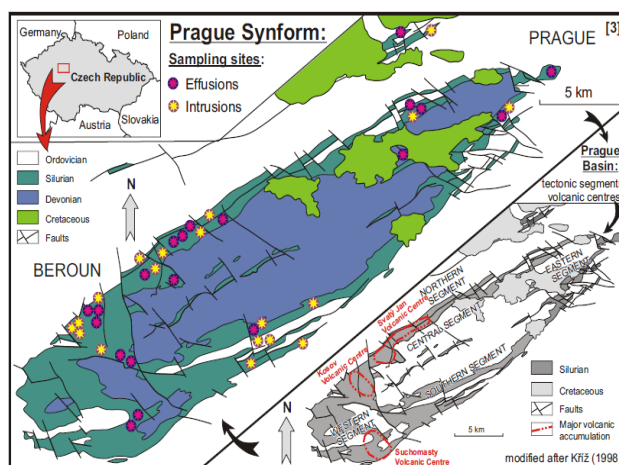 Germany
Poland
Czech Republic
Austria
Slovakia
Prague Synform:
Sampling sites:
Effusions
Intrusions
PRAGUE
[3]
5 km
Ordovician
Silurian
Devonian
Cretaceous
Faults
N
BEROUN
Prague
Basin:
tectonic segments
volcanic centres
NORTHERN
SEGMENT
EASTERN
SEGMENT
Svatý Jan
Volcanic Centre
CENTRAL SEGMENT
Kosov
Volcanic Centre
SOUTHERN SEGMENT
WESTERN
SEGMENT
Suchomasty
Volcanic Centre
N
5 km
Silurian
Cretaceous
Faults
Major volcanic
accumulation
modified after Kříž (1998